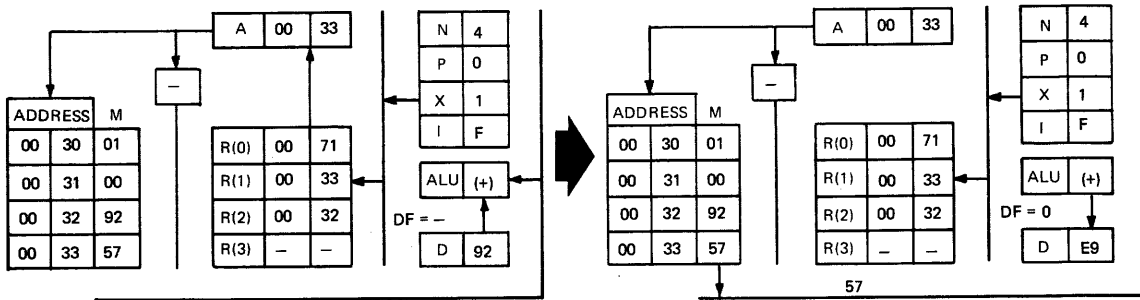 A 00 33
N 4
P 0
X 1
I F
–
ADDRESS M
00 30 01
00 31 00
00 32 92
00 33 57
R(0) 00 71
R(1) 00 33
R(2) 00 32
R(3) – –
ALU (+)
DF = –
D 92
A 00 33
N 4
P 0
X 1
I F
–
ADDRESS M
00 30 01
00 31 00
00 32 92
00 33 57
R(0) 00 71
R(1) 00 33
R(2) 00 32
R(3) – –
ALU (+)
DF = 0
D E9
57